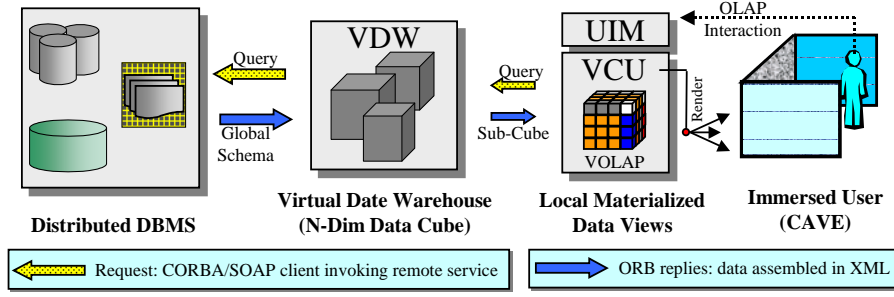 VDW
UIM
OLAP
Interaction
Query
Query
VCU
Render
Global
Schema
Sub-Cube
VOLAP
Distributed DBMS
Virtual Date Warehouse
(N-Dim Data Cube)
Local Materialized
Data Views
Immersed User
(CAVE)
Request: CORBA/SOAP client invoking remote service
ORB replies: data assembled in XML